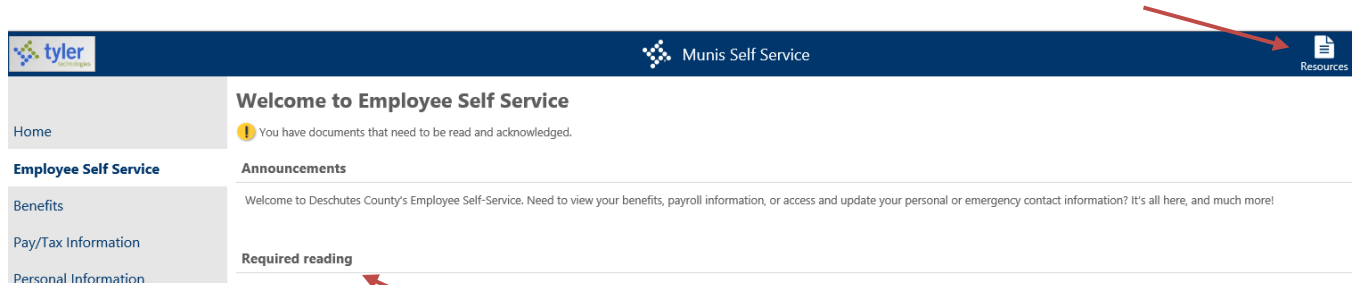 tyler
technologies
Munis Self Service
Resources
Welcome to Employee Self Service
Home
You have documents that need to be read and acknowledged.
Employee Self Service
Announcements
Benefits
Welcome to Deschutes County's Employee Self-Service. Need to view your benefits, payroll information, or access and update your personal or emergency contact information? It's all here, and much more!
Pay/Tax Information
Required reading
Personal Information